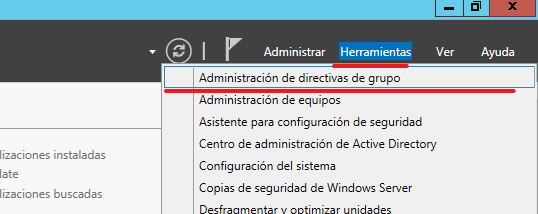 Administrar Herramientas Ver Ayuda
Administración de directivas de grupo
Administración de equipos
Asistente para configuración de seguridad
Centro de administración de Active Directory
Configuración del sistema
Copias de seguridad de Windows Server
Desfragmentar y optimizar unidades
lizaciones instaladas
date
lizaciones buscadas